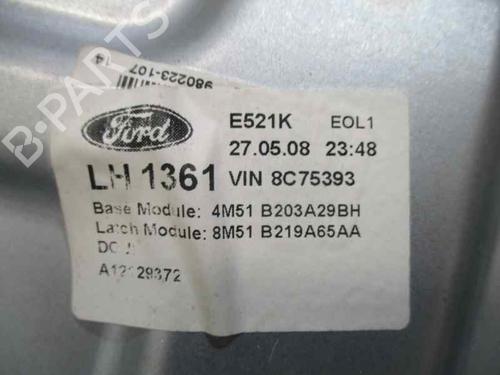 980223-107 14
Ford
E521K EOL1
27.05.08 23:48
LH 1361 VIN 8C75393
Base Module: 4M51 B203A29BH
Latch Module: 8M51 B219A65AA
B-PARTS